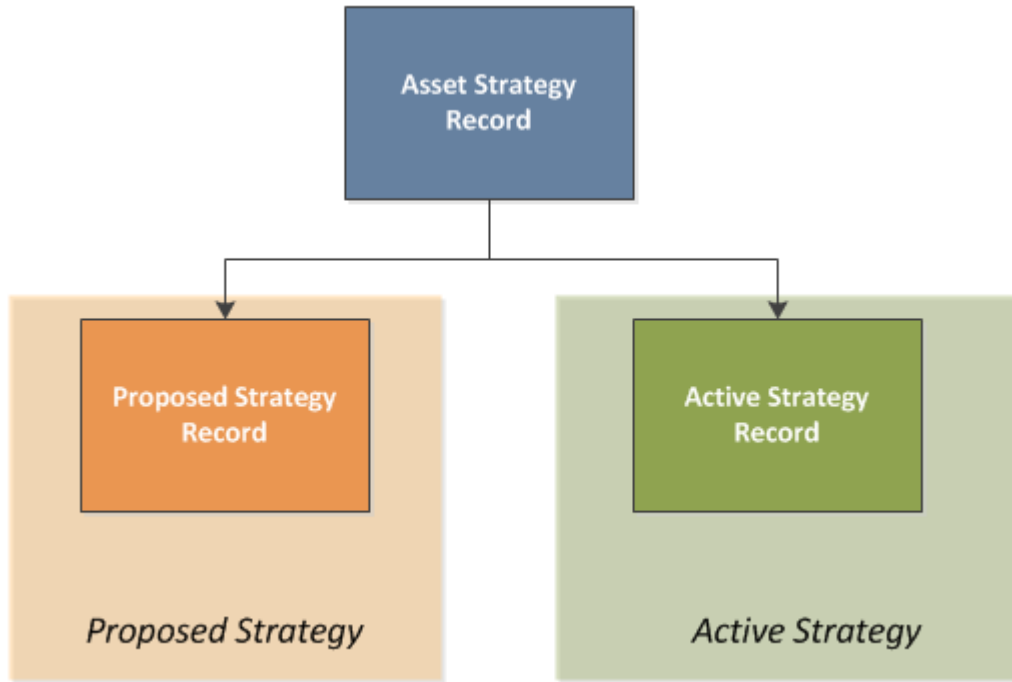 Asset Strategy
Record
Proposed Strategy
Record
Active Strategy
Record
Proposed Strategy
Active Strategy